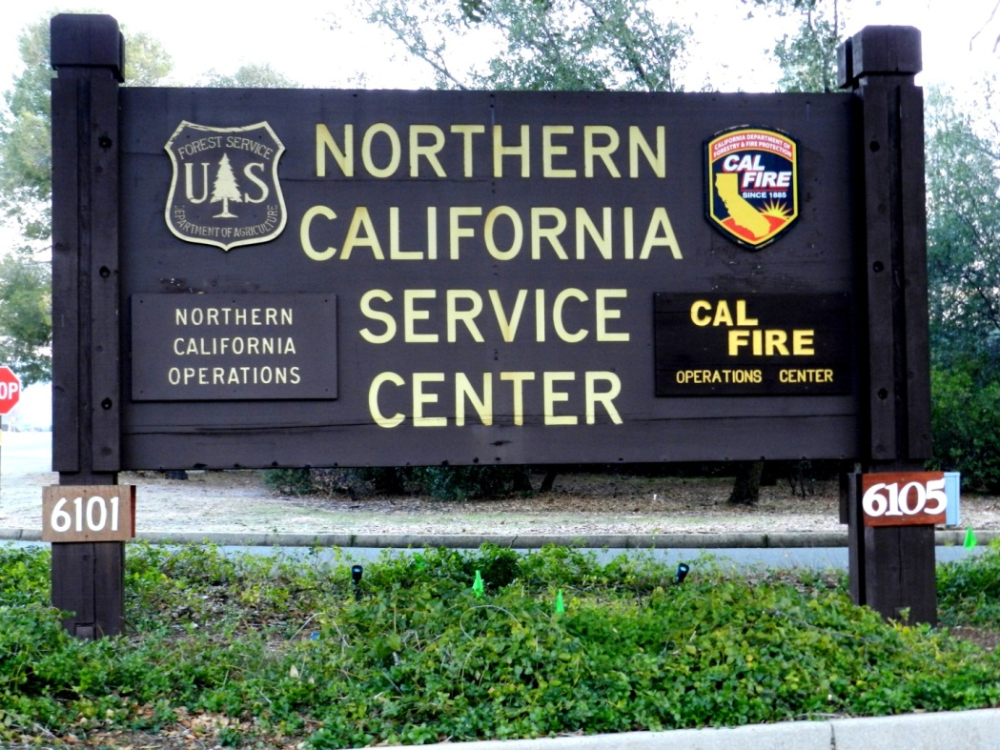 FOREST SERVICE
US
DEPARTMENT OF AGRICULTURE
NORTHERN
CALIFORNIA
SERVICE
CENTER
CALIFORNIA DEPARTMENT OF
FORESTRY & FIRE PROTECTION
CAL
FIRE
SINCE 1885
NORTHERN
CALIFORNIA
OPERATIONS
CAL
FIRE
OPERATIONS CENTER
OP
6101
6105